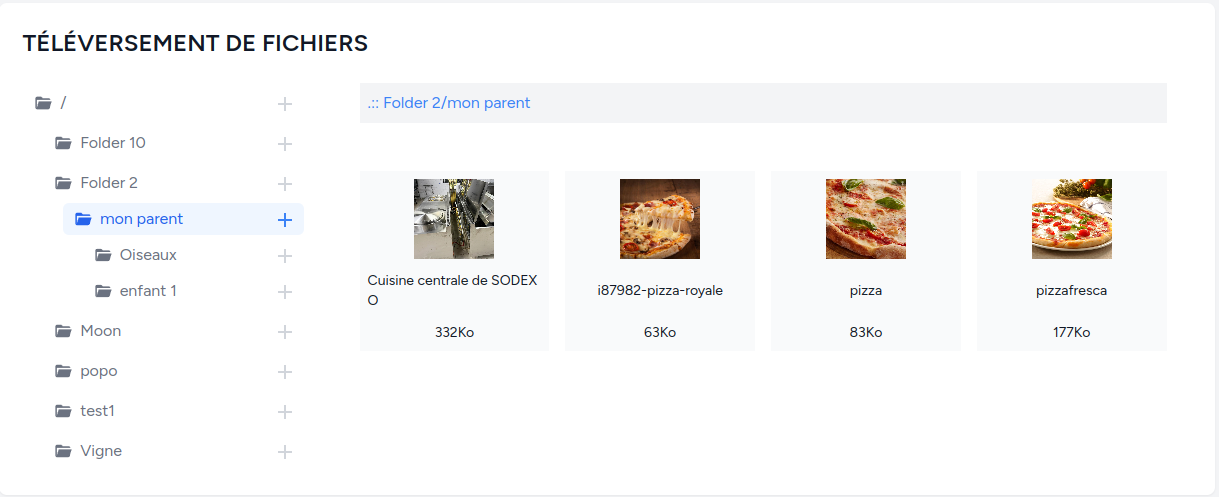 TÉLÉVERSEMENT DE FICHIERS
/
Folder 10
Folder 2
mon parent
Oiseaux
enfant 1
Moon
popo
test1
Vigne
.:: Folder 2/mon parent
Cuisine centrale de SODEX
O
332Ko
i87982-pizza-royale
63Ko
pizza
83Ko
pizzafresca
177Ko